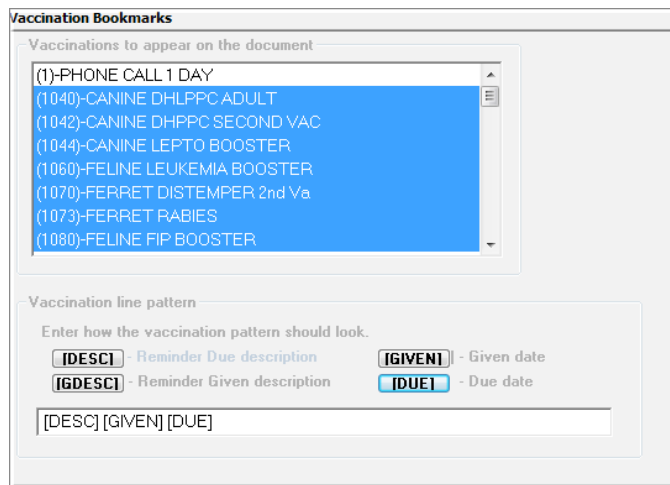 Vaccination Bookmarks
Vaccinations to appear on the document
(1)-PHONE CALL 1 DAY
(1040)-CANINE DHLPPC ADULT
(1042)-CANINE DHPPC SECOND VAC
(1044)-CANINE LEPTO BOOSTER
(1060)-FELINE LEUKEMIA BOOSTER
(1070)-FERRET DISTEMPER 2nd Va
(1073)-FERRET RABIES
(1080)-FELINE FIP BOOSTER
Vaccination line pattern
Enter how the vaccination pattern should look.
[DESC] - Reminder Due description [GIVEN] - Given date
[GDESC] - Reminder Given description [DUE] - Due date
[DESC] [GIVEN] [DUE]